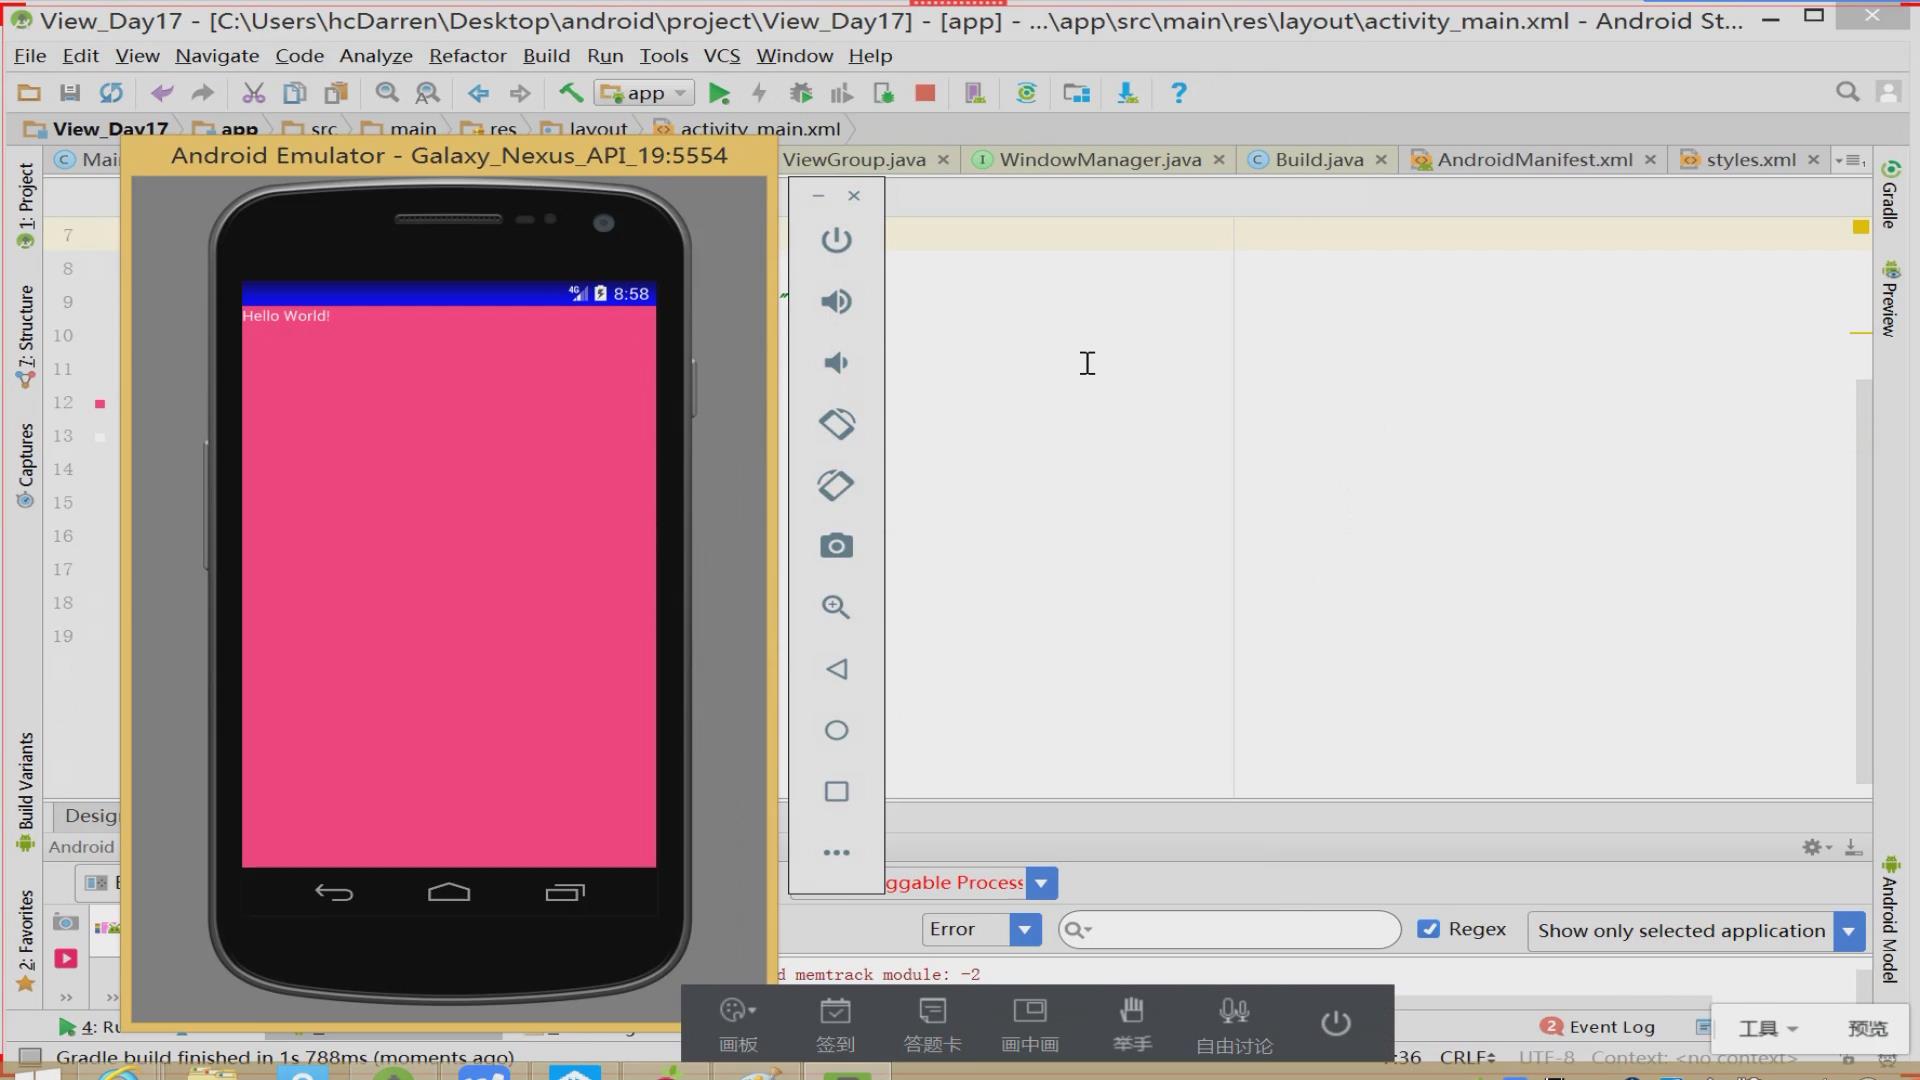 View_Day17 - [C:\Users\hcDarren\Desktop\android\project\View_Day17] - [app] - ...\app\src\main\res\layout\activity_main.xml - Android St...
File Edit View Navigate Code Analyze Refactor Build Run Tools VCS Window Help
app
View_Day17 app src main res layout activity_main.xml
Android Emulator - Galaxy_Nexus_API_19:5554
Mai ViewGroup.java WindowManager.java Build.java AndroidManifest.xml styles.xml
1: Project
7: Structure
Captures
Build Variants
2: Favorites
Gradle
Preview
Android Model
7
8
9
10
11
12
13
14
15
16
17
18
19
4G 8:58
Hello World!
Desig
Android
ggable Process
Error Regex Show only selected application
d memtrack module: -2
画板 签到 答题卡 画中画 举手 自由讨论
4: Ru
2 Event Log
工具 预览
Gradle build finished in 1s 788ms (moments ago)
:36 CRLF UTF-8 Context: <no context>